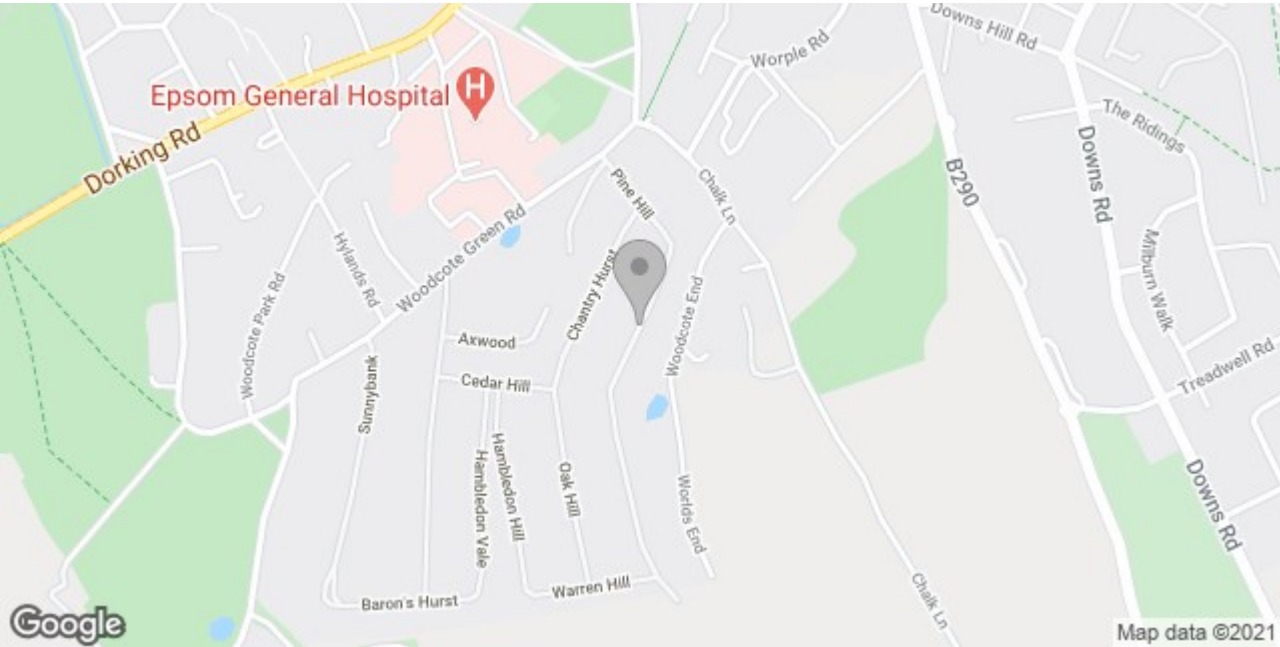 Downs Hill Rd
Worple Rd
Epsom General Hospital
H
The Ridings
Dorking Rd
Downs Rd
B290
Pine Hill
Chalk Ln
Woodcote Green Rd
Hylands Rd
Chantry Hurst
Milburn Walk
Woodcote Park Rd
Woodcote End
Axwood
Treadwell Rd
Cedar Hill
Sunnybank
Hambledon Hill
Hambledon Vale
Oak Hill
Worlds End
Downs Rd
Warren Hill
Baron's Hurst
Chalk Ln
Google
Map data ©2021